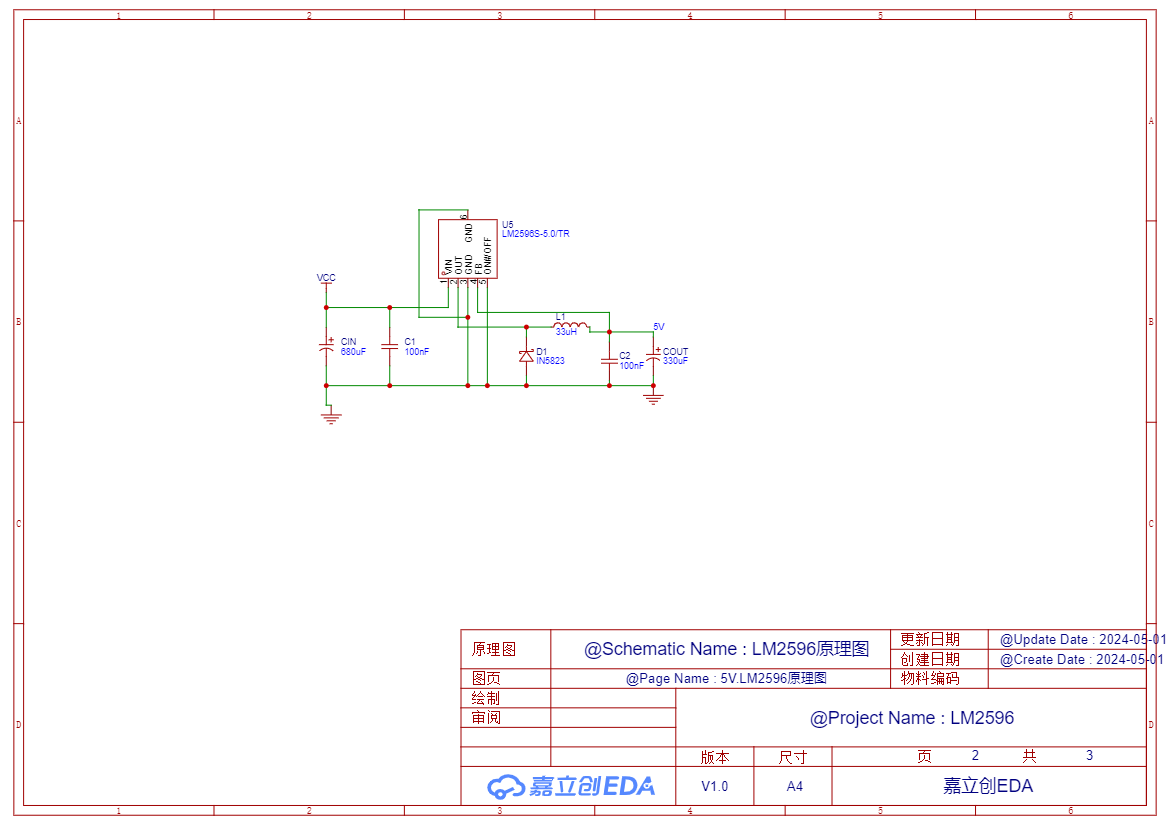 1 2 3 4 5 6
A A
U5
LM2596S-5.0/TR
6
GND
VIN
OUT
GND
FB
ON#/OFF
1 2 3 4 5
VCC
B B
L1
33uH
5V
CIN
680uF
C1
100nF
D1
IN5823
C2
100nF
COUT
330uF
C C
原理图 @Schematic Name : LM2596原理图 更新日期 @Update Date : 2024-05-01
创建日期 @Create Date : 2024-05-01
图页 @Page Name : 5V.LM2596原理图 物料编码
绘制
审阅 @Project Name : LM2596
D D
版本 尺寸 页 2 共 3
嘉立创EDA V1.0 A4 嘉立创EDA
1 2 3 4 5 6